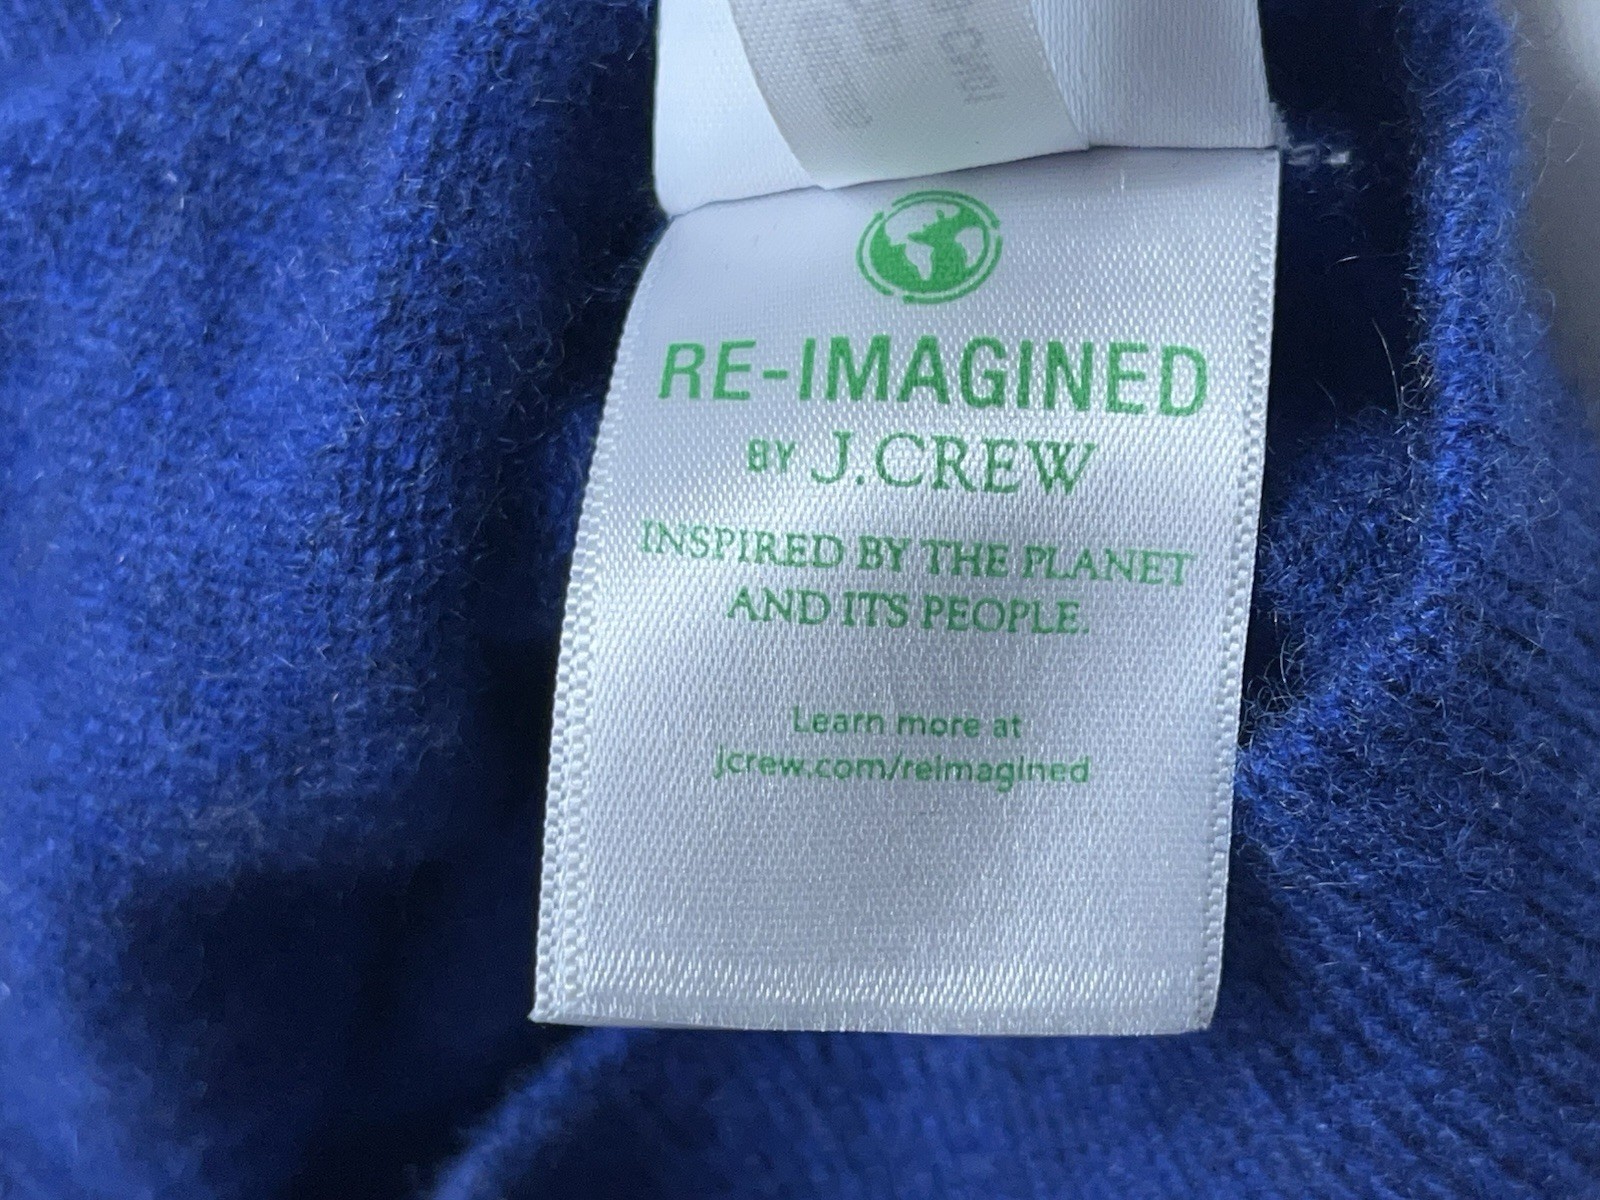 RE-IMAGINED
BY J.CREW
INSPIRED BY THE PLANET
AND ITS PEOPLE.
Learn more at
jcrew.com/reimagined